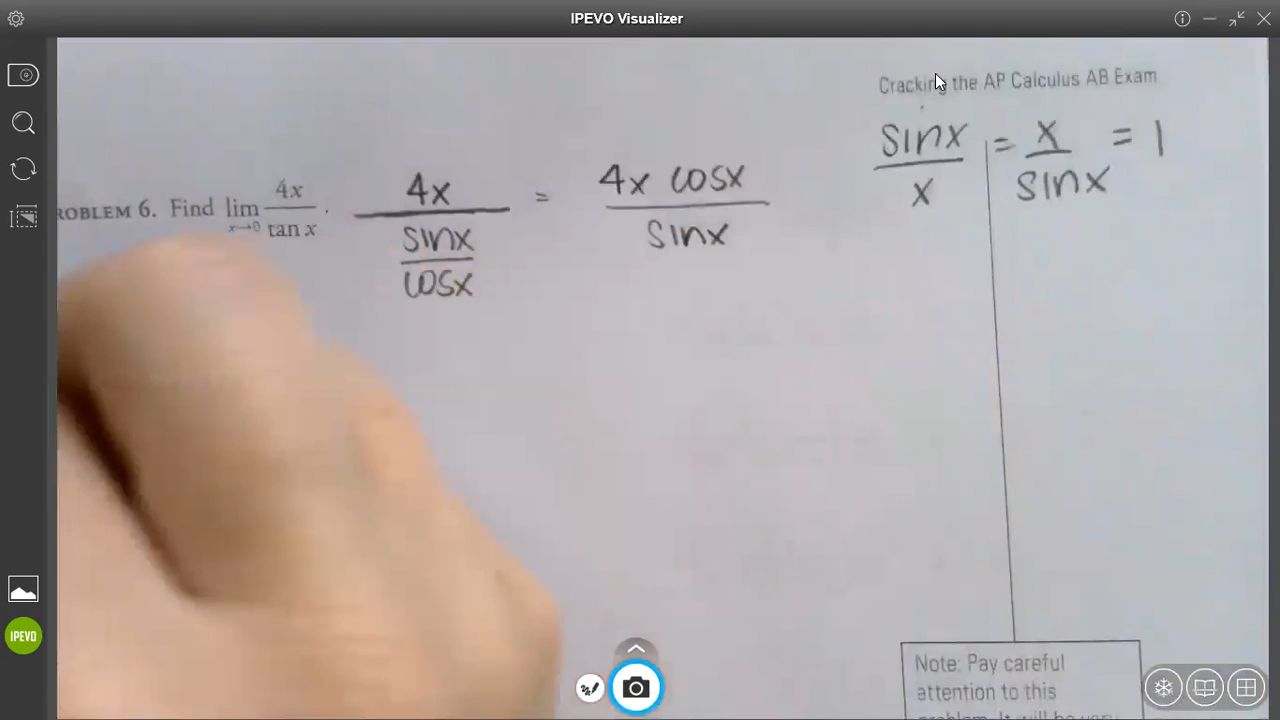 IPEVO Visualizer
Cracking the AP Calculus AB Exam
sinx/x = x/sinx = 1
ROBLEM 6. Find lim x→0 4x/tan x. 4x/(sinx/cosx) = 4x cosx/sinx
IPEVO
Note: Pay careful
attention to this